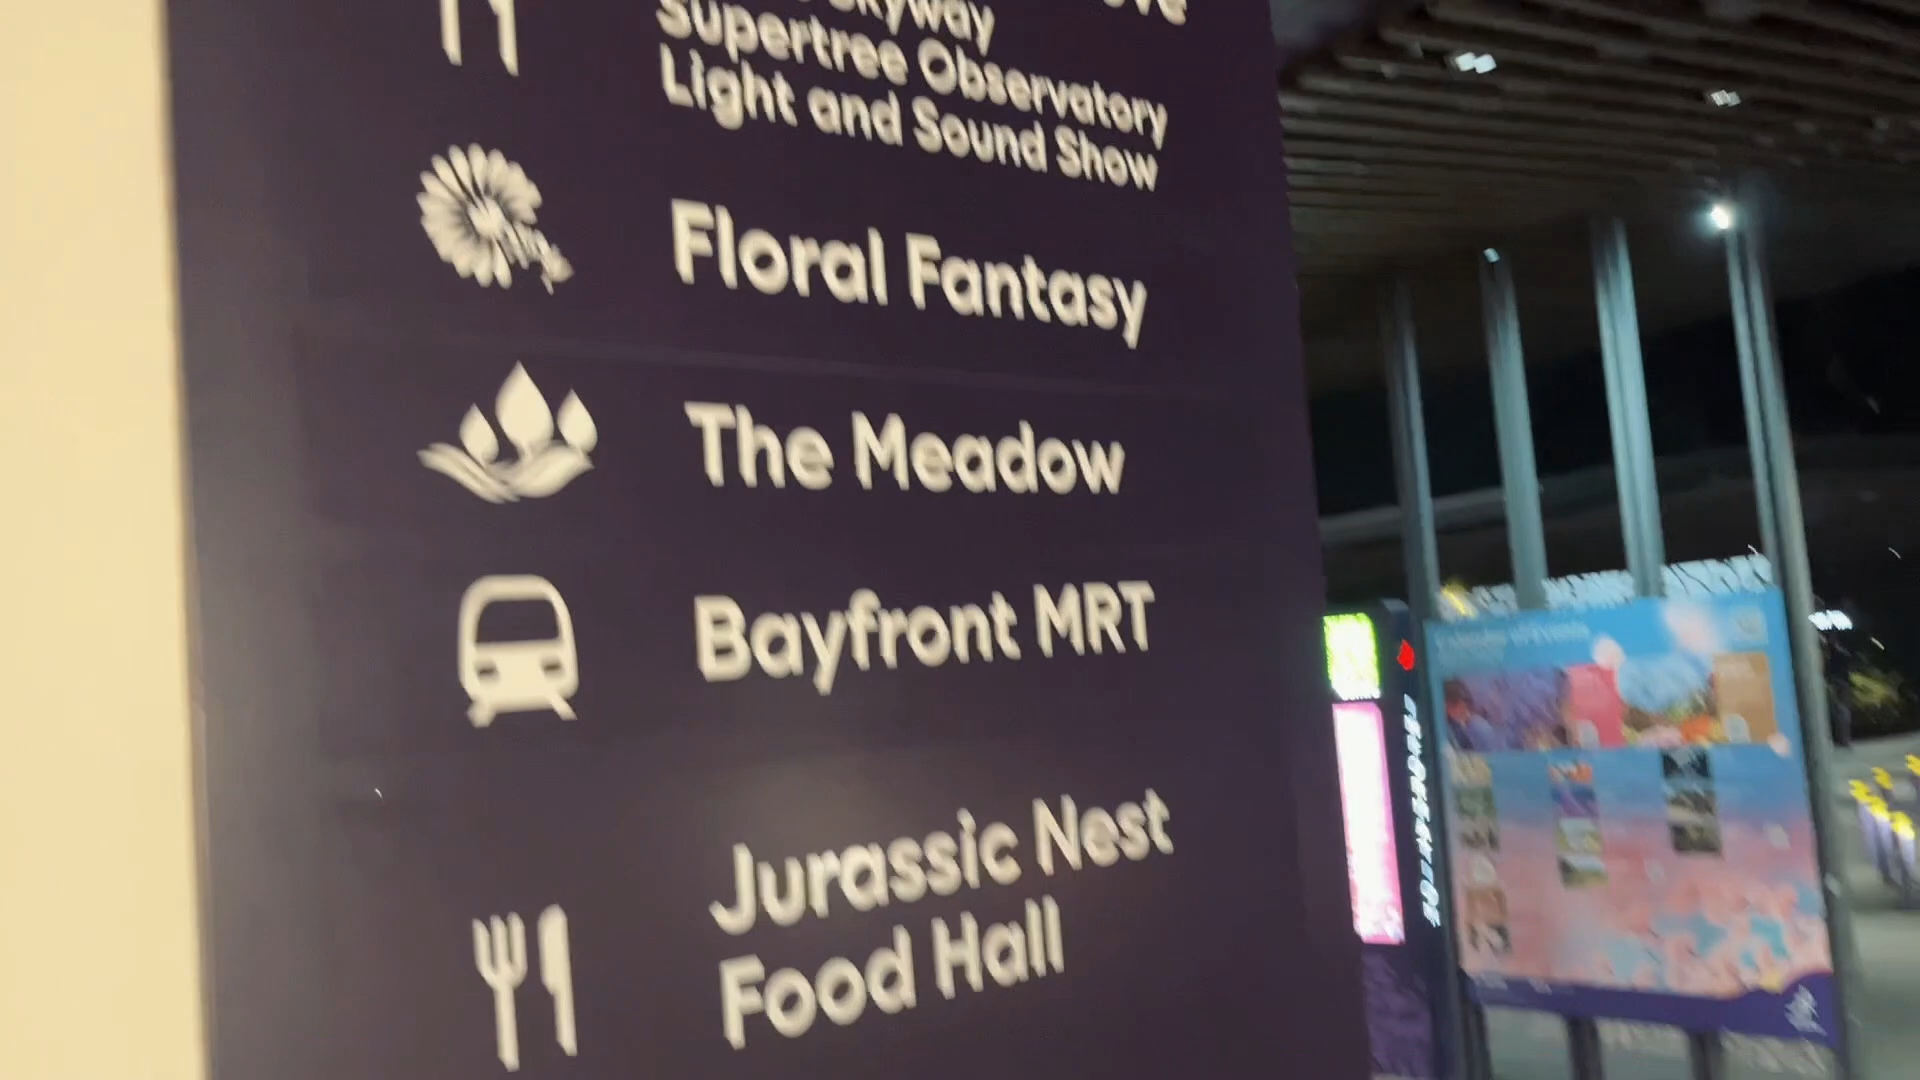 Skyway
Supertree Observatory
Light and Sound Show
Floral Fantasy
The Meadow
Bayfront MRT
Jurassic Nest
Food Hall